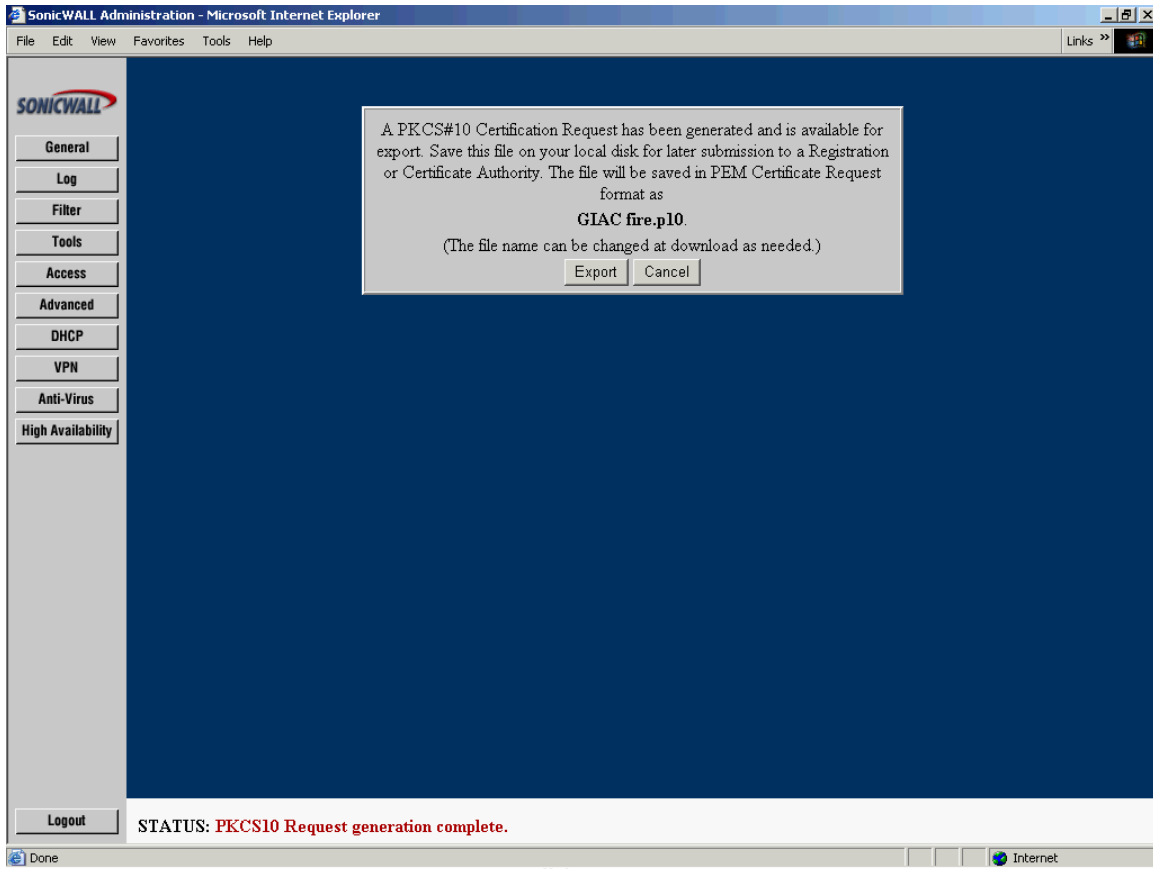 SonicWALL Administration - Microsoft Internet Explorer
File Edit View Favorites Tools Help
Links »
SONICWALL
General
Log
Filter
Tools
Access
Advanced
DHCP
VPN
Anti-Virus
High Availability
Logout
A PKCS#10 Certification Request has been generated and is available for
export. Save this file on your local disk for later submission to a Registration
or Certificate Authority. The file will be saved in PEM Certificate Request
format as
GIAC fire.p10.
(The file name can be changed at download as needed.)
Export Cancel
STATUS: PKCS10 Request generation complete.
Done
Internet